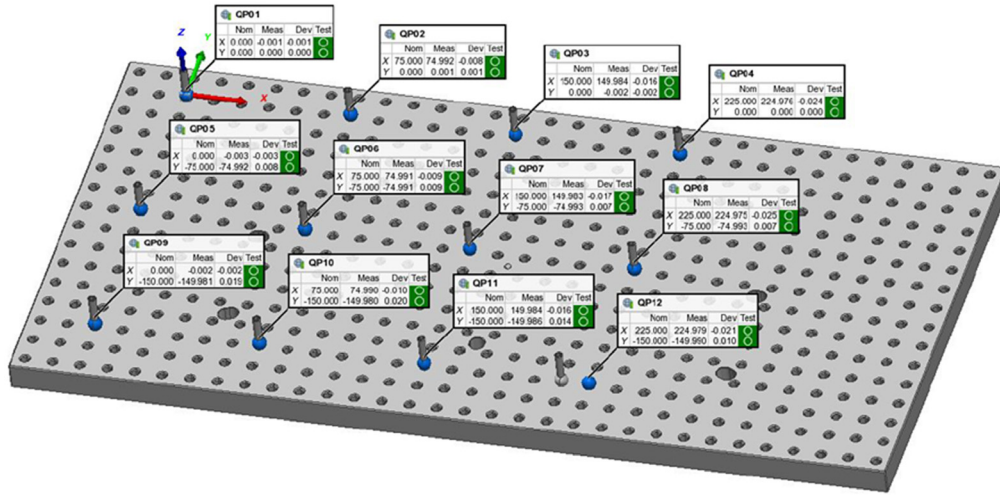 QP01
Nom Meas Dev Test
X 0.000 -0.001 -0.001
Y 0.000 0.000 0.000
QP02
Nom Meas Dev Test
X 75.000 74.992 -0.008
Y 0.000 0.001 0.001
QP03
Nom Meas Dev Test
X 150.000 149.984 -0.016
Y 0.000 -0.002 -0.002
QP04
Nom Meas Dev Test
X 225.000 224.976 -0.024
Y 0.000 0.000 0.000
Z
Y
X
QP05
Nom Meas Dev Test
X 0.000 -0.003 -0.003
Y -75.000 -74.992 0.008
QP06
Nom Meas Dev Test
X 75.000 74.991 -0.009
Y -75.000 -74.991 0.009
QP07
Nom Meas Dev Test
X 150.000 149.983 -0.017
Y -75.000 -74.993 0.007
QP08
Nom Meas Dev Test
X 225.000 224.975 -0.025
Y -75.000 -74.993 0.007
QP09
Nom Meas Dev Test
X 0.000 -0.002 -0.002
Y -150.000 -149.981 0.019
QP10
Nom Meas Dev Test
X 75.000 74.990 -0.010
Y -150.000 -149.980 0.020
QP11
Nom Meas Dev Test
X 150.000 149.984 -0.016
Y -150.000 -149.986 0.014
QP12
Nom Meas Dev Test
X 225.000 224.979 -0.021
Y -150.000 -149.990 0.010